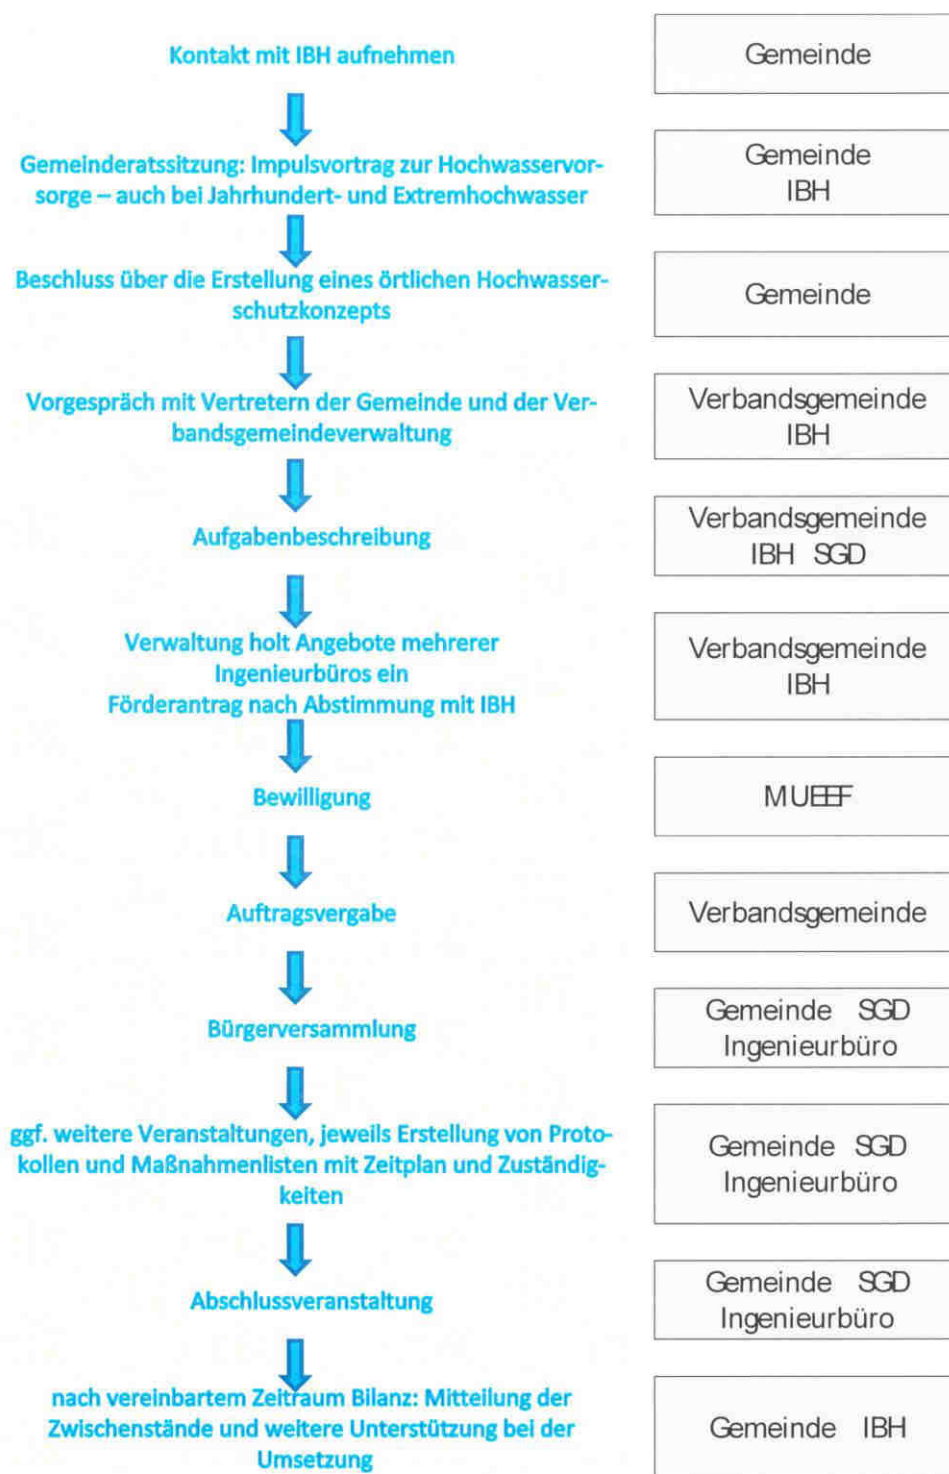 Kontakt mit IBH aufnehmen
Gemeinde
Gemeinderatssitzung: Impulsvortrag zur Hochwasservor-
sorge – auch bei Jahrhundert- und Extremhochwasser
Gemeinde
IBH
Beschluss über die Erstellung eines örtlichen Hochwasser-
schutzkonzepts
Gemeinde
Vorgespräch mit Vertretern der Gemeinde und der Ver-
bandsgemeindeverwaltung
Verbandsgemeinde
IBH
Aufgabenbeschreibung
Verbandsgemeinde
IBH SGD
Verwaltung holt Angebote mehrerer
Ingenieurbüros ein
Förderantrag nach Abstimmung mit IBH
Verbandsgemeinde
IBH
Bewilligung
MUEEF
Auftragsvergabe
Verbandsgemeinde
Bürgerversammlung
Gemeinde SGD
Ingenieurbüro
ggf. weitere Veranstaltungen, jeweils Erstellung von Proto-
kollen und Maßnahmenlisten mit Zeitplan und Zuständig-
keiten
Gemeinde SGD
Ingenieurbüro
Abschlussveranstaltung
Gemeinde SGD
Ingenieurbüro
nach vereinbartem Zeitraum Bilanz: Mitteilung der
Zwischenstände und weitere Unterstützung bei der
Umsetzung
Gemeinde IBH